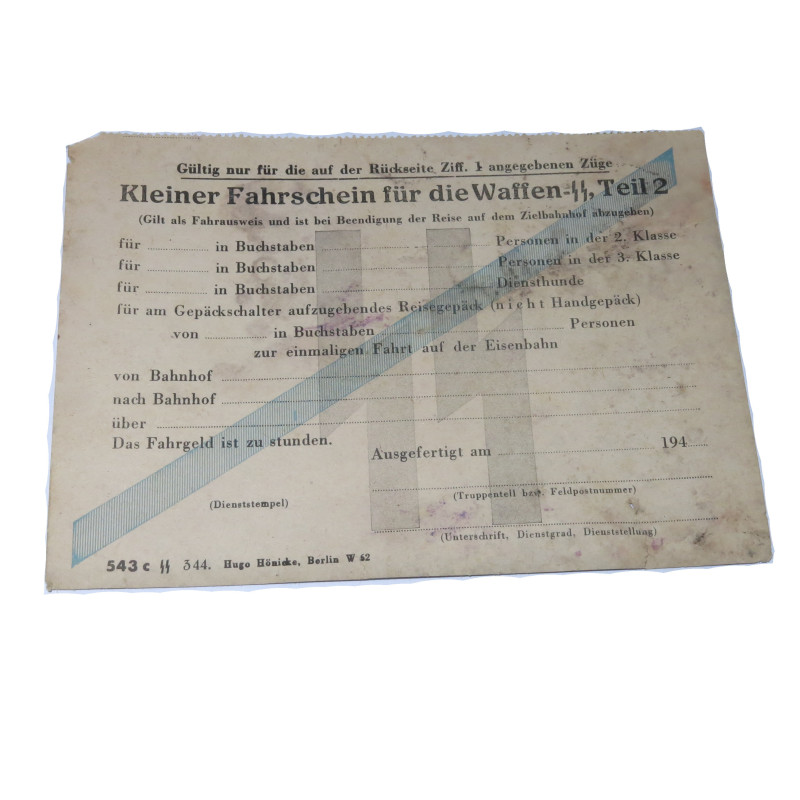 Gültig nur für die auf der Rückseite Ziff. 1 angegebenen Züge
Kleiner Fahrschein für die Waffen-SS, Teil 2
(Gilt als Fahrausweis und ist bei Beendigung der Reise auf dem Zielbahnhof abzugeben)
für ............ in Buchstaben ............ Personen in der 2. Klasse
für ............ in Buchstaben ............ Personen in der 3. Klasse
für ............ in Buchstaben ............ Diensthunde
für am Gepäckschalter aufzugebendes Reisegepäck (nicht Handgepäck)
von ............ in Buchstaben ............ Personen
zur einmaligen Fahrt auf der Eisenbahn
von Bahnhof ............
nach Bahnhof ............
über ............
Das Fahrgeld ist zu stunden.
Ausgefertigt am ............ 194......
(Dienststempel)
(Truppenteil bzw. Feldpostnummer)
(Unterschrift, Dienstgrad, Dienststellung)
543 c SS 344. Hugo Hönicke, Berlin W 62